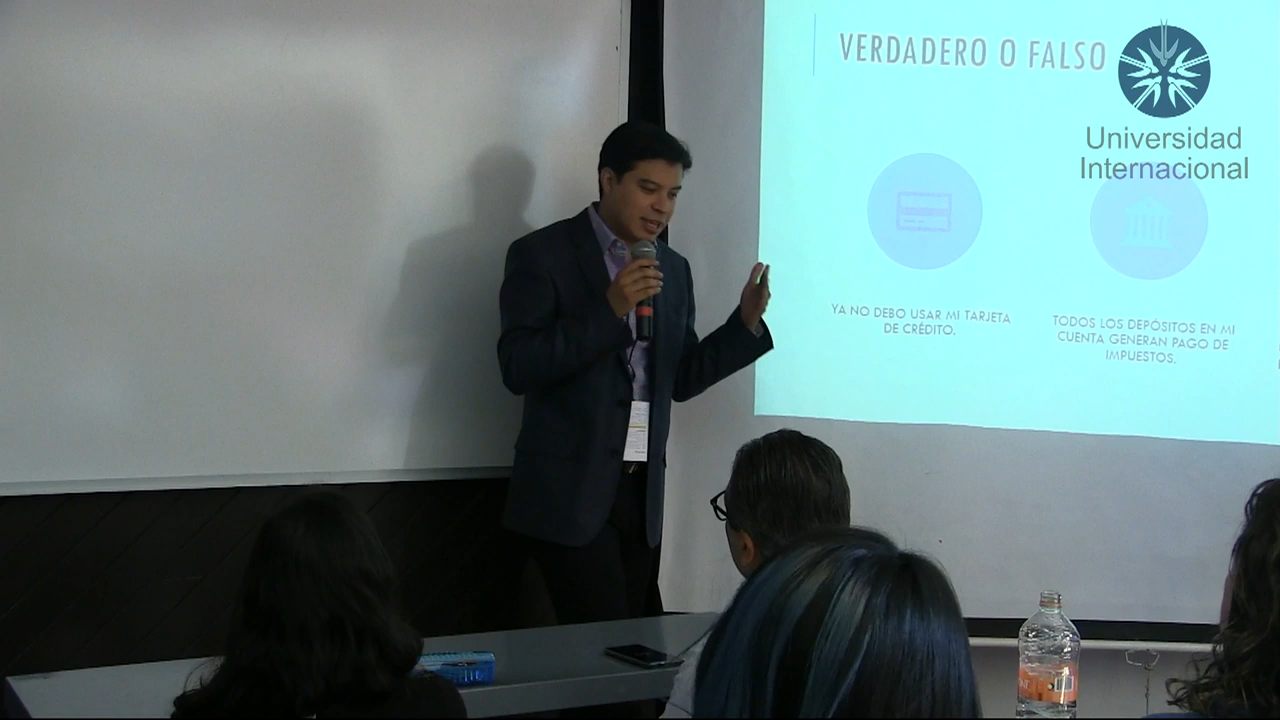 VERDADERO O FALSO
Universidad
Internacional
YA NO DEBO USAR MI TARJETA
DE CRÉDITO.
TODOS LOS DEPÓSITOS EN MI
CUENTA GENERAN PAGO DE
IMPUESTOS.